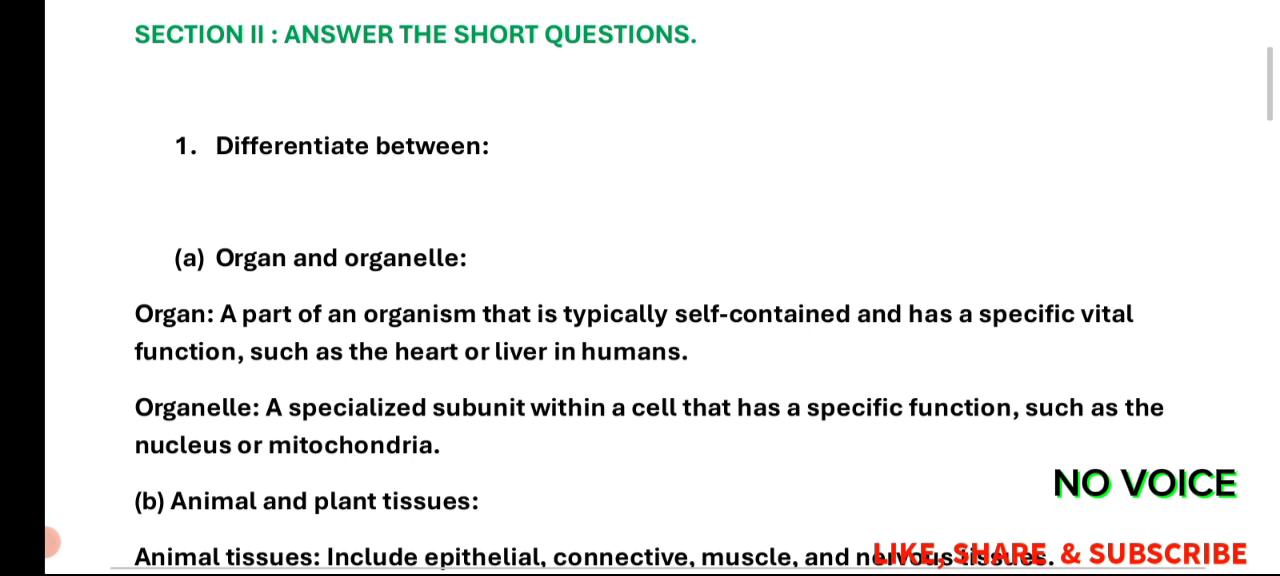 SECTION II : ANSWER THE SHORT QUESTIONS.
1. Differentiate between:
(a) Organ and organelle:
Organ: A part of an organism that is typically self-contained and has a specific vital
function, such as the heart or liver in humans.
Organelle: A specialized subunit within a cell that has a specific function, such as the
nucleus or mitochondria.
NO VOICE
(b) Animal and plant tissues:
Animal tissues: Include epithelial, connective, muscle, and nervous tissues.
LIKE, SHARE, & SUBSCRIBE